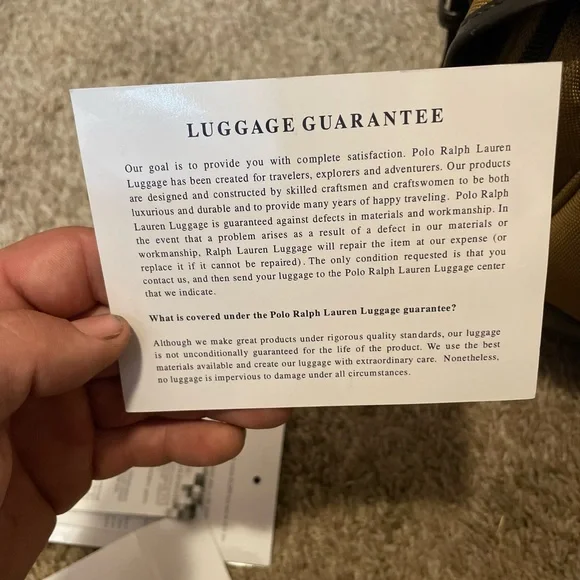 LUGGAGE GUARANTEE
Our goal is to provide you with complete satisfaction. Polo Ralph Lauren
Luggage has been created for travelers, explorers and adventurers. Our products
are designed and constructed by skilled craftsmen and craftswomen to be both
luxurious and durable and to provide many years of happy traveling. Polo Ralph
Lauren Luggage is guaranteed against defects in materials and workmanship. In
the event that a problem arises as a result of a defect in our materials or
workmanship, Ralph Lauren Luggage will repair the item at our expense (or
replace it if it cannot be repaired). The only condition requested is that you
contact us, and then send your luggage to the Polo Ralph Lauren Luggage center
that we indicate.
What is covered under the Polo Ralph Lauren Luggage guarantee?
Although we make great products under rigorous quality standards, our luggage
is not unconditionally guaranteed for the life of the product. We use the best
materials available and create our luggage with extraordinary care. Nonetheless,
no luggage is impervious to damage under all circumstances.